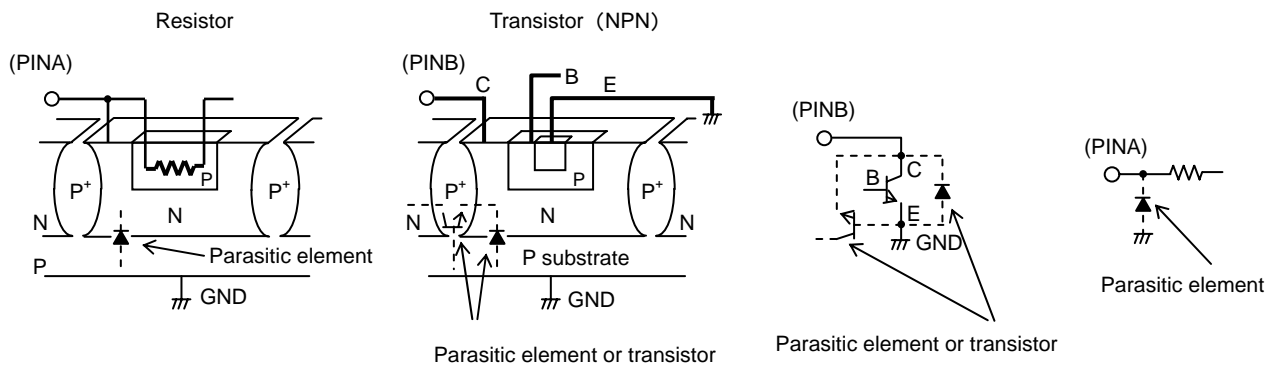 Resistor
Transistor (NPN)
(PINA)
P+
P
P+
N
N
Parasitic element
P
GND
(PINB)
C
B
E
P+
P
P+
N
N
N
P substrate
GND
Parasitic element or transistor
(PINB)
C
B
E
GND
Parasitic element or transistor
(PINA)
Parasitic element